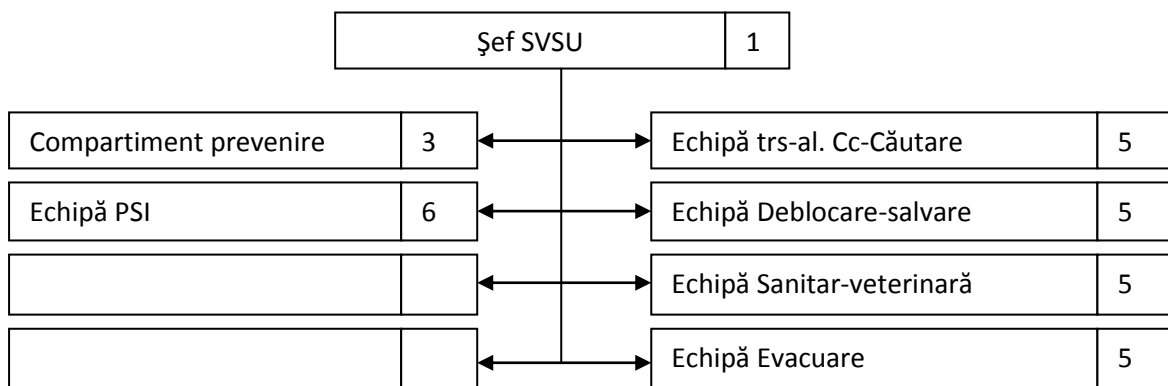 Şef SVSU 1
Compartiment prevenire 3
Echipă trs-al. Cc-Căutare 5
Echipă PSI 6
Echipă Deblocare-salvare 5
Echipă Sanitar-veterinară 5
Echipă Evacuare 5